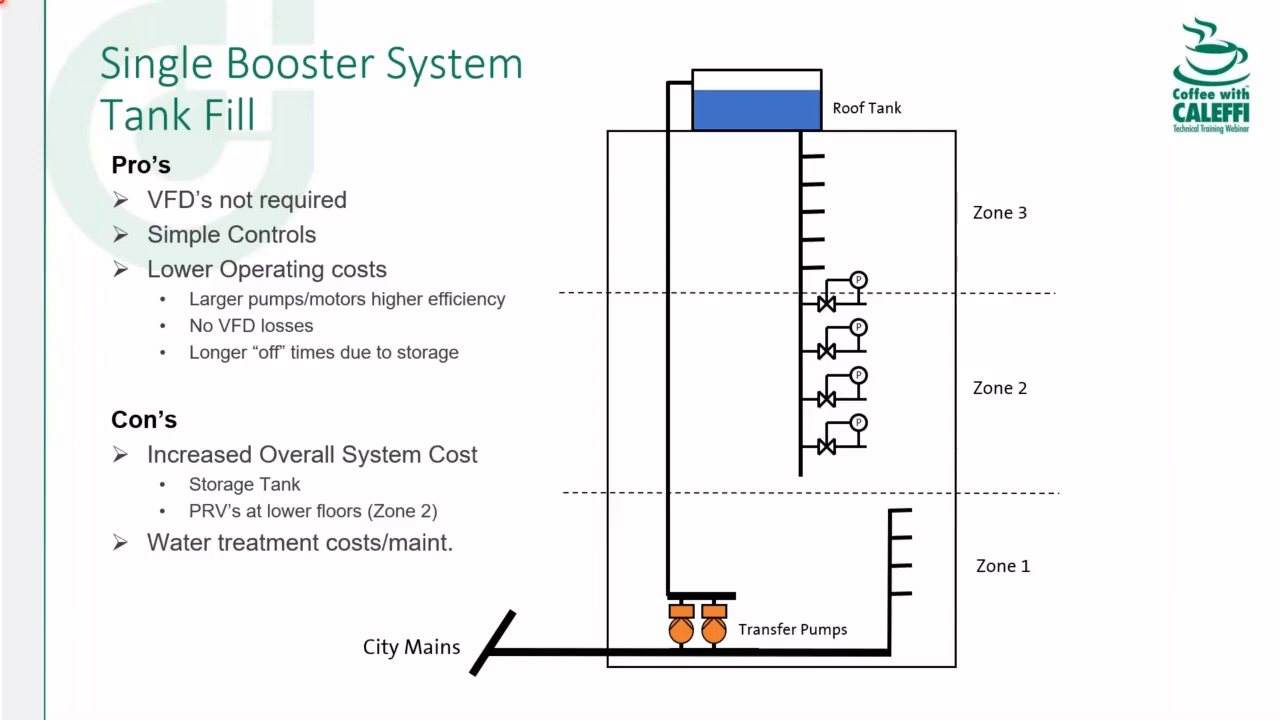 Single Booster System
Tank Fill
Pro's
VFD's not required
Simple Controls
Lower Operating costs
Larger pumps/motors higher efficiency
No VFD losses
Longer “off” times due to storage
Con's
Increased Overall System Cost
Storage Tank
PRV's at lower floors (Zone 2)
Water treatment costs/maint.
Roof Tank
Zone 3
P
P
P
P
Zone 2
Zone 1
Transfer Pumps
City Mains
Coffee with
CALEFFI
Technical Training Webinar